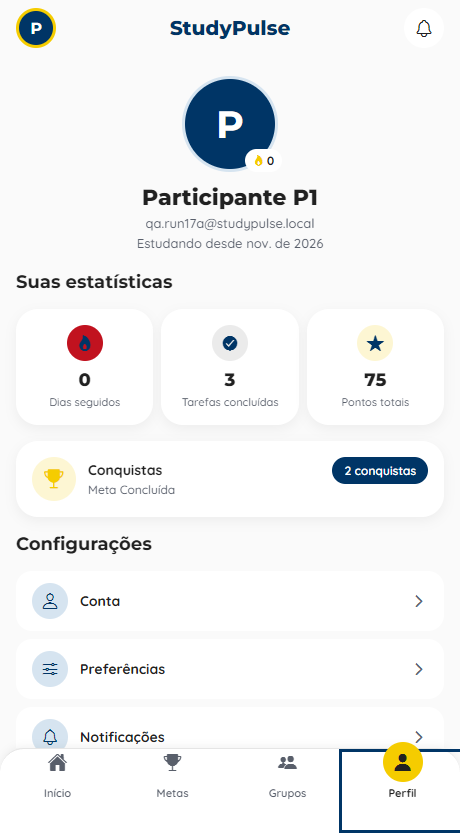 P
StudyPulse
P
0
Participante P1
qa.run17a@studypulse.local
Estudando desde nov. de 2026
Suas estatísticas
0
Dias seguidos
3
Tarefas concluídas
75
Pontos totais
Conquistas
Meta Concluída
2 conquistas
Configurações
Conta
Preferências
Notificações
Início
Metas
Grupos
Perfil